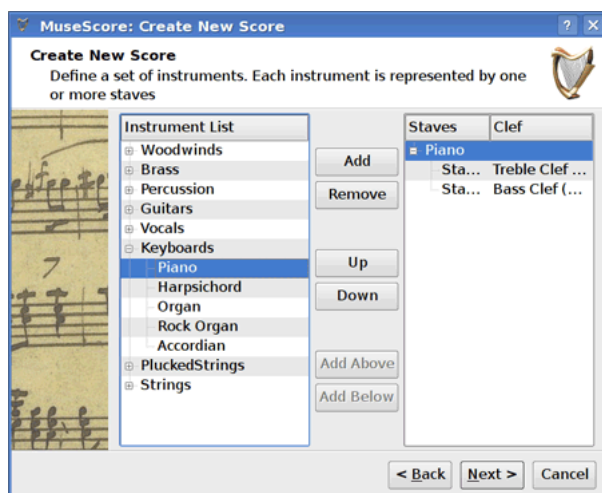 MuseScore: Create New Score
Create New Score
Define a set of instruments. Each instrument is represented by one
or more staves
Instrument List
Woodwinds
Brass
Percussion
Guitars
Vocals
Keyboards
Piano
Harpsichord
Organ
Rock Organ
Accordian
PluckedStrings
Strings
Add
Remove
Up
Down
Add Above
Add Below
Staves Clef
Piano
Sta... Treble Clef ...
Sta... Bass Clef (...
< Back Next > Cancel